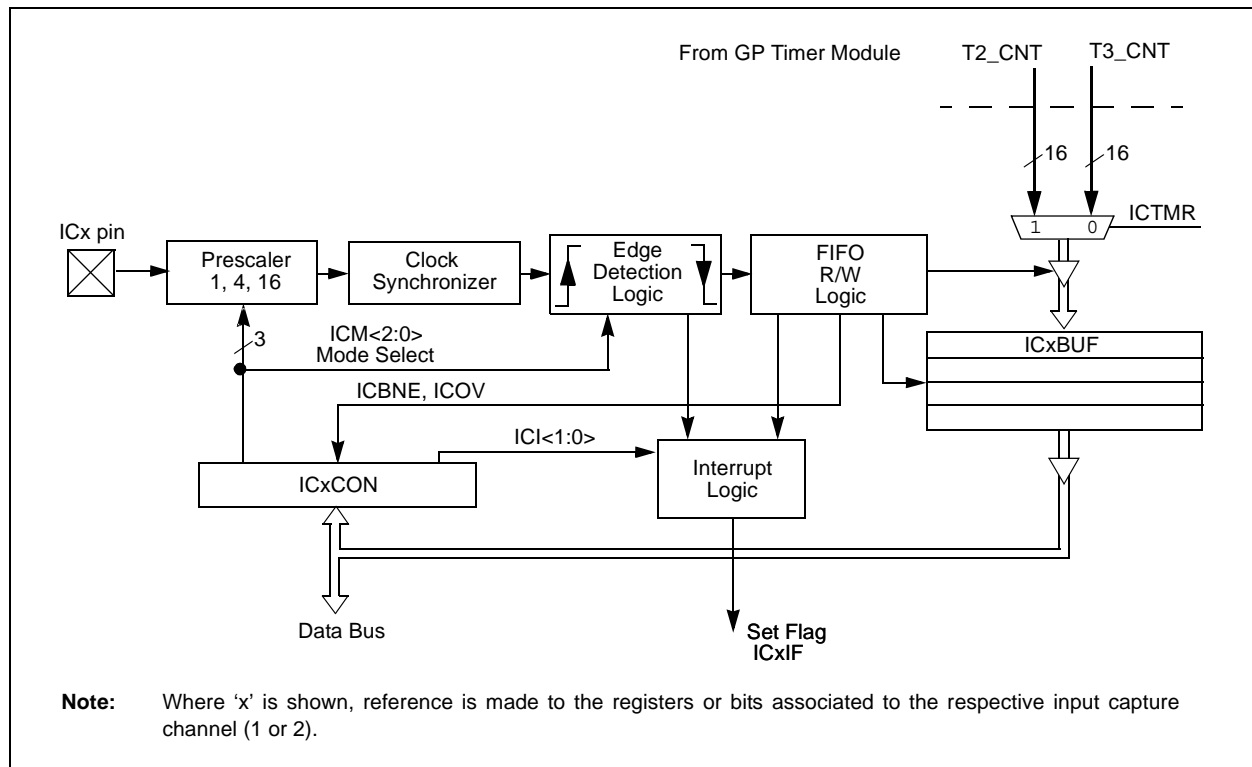 From GP Timer Module
T2_CNT
T3_CNT
16
16
1
0
ICTMR
ICx pin
Prescaler
1, 4, 16
Clock
Synchronizer
Edge
Detection
Logic
FIFO
R/W
Logic
ICxBUF
3
ICM<2:0>
Mode Select
ICBNE, ICOV
ICI<1:0>
Interrupt
Logic
ICxCON
Data Bus
Set Flag
ICxIF
Note: Where ‘x’ is shown, reference is made to the registers or bits associated to the respective input capture
channel (1 or 2).